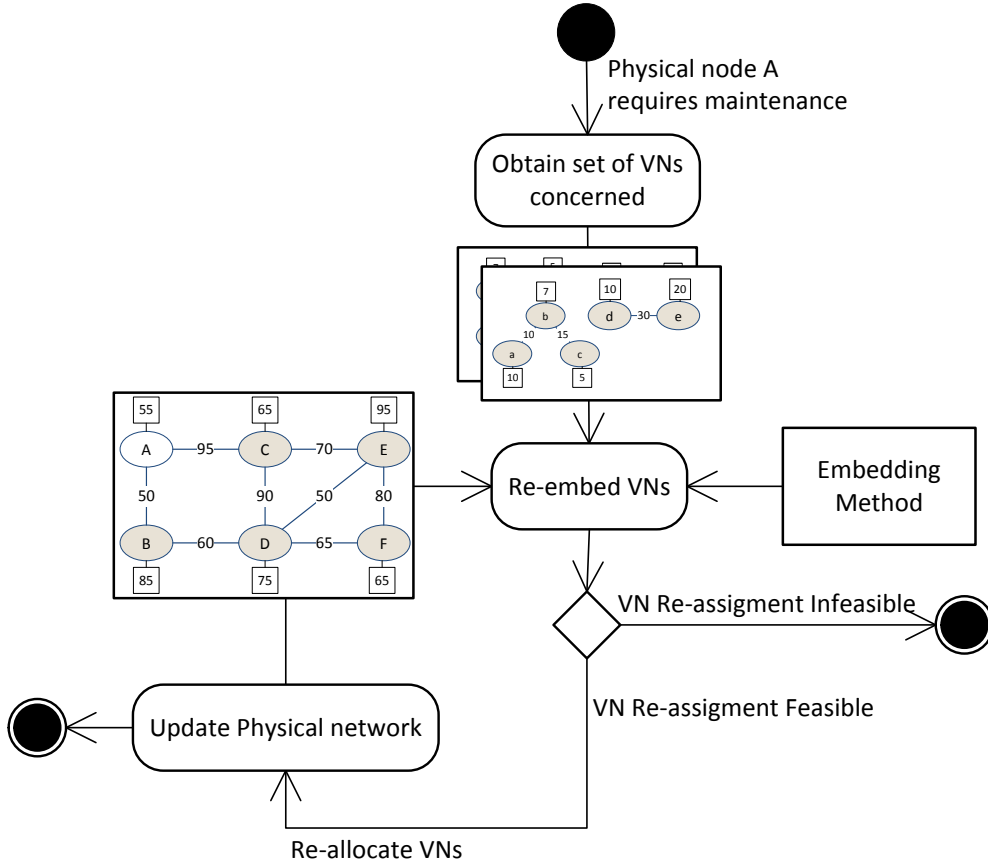 Physical node A
requires maintenance
Obtain set of VNs
concerned
7 10 20
b d 30 e
10 15
a c
10 5
55 65 95
A 95 C 70 E
50 90 50 80
B 60 D 65 F
85 75 65
Re-embed VNs
Embedding
Method
VN Re-assigment Infeasible
VN Re-assigment Feasible
Update Physical network
Re-allocate VNs